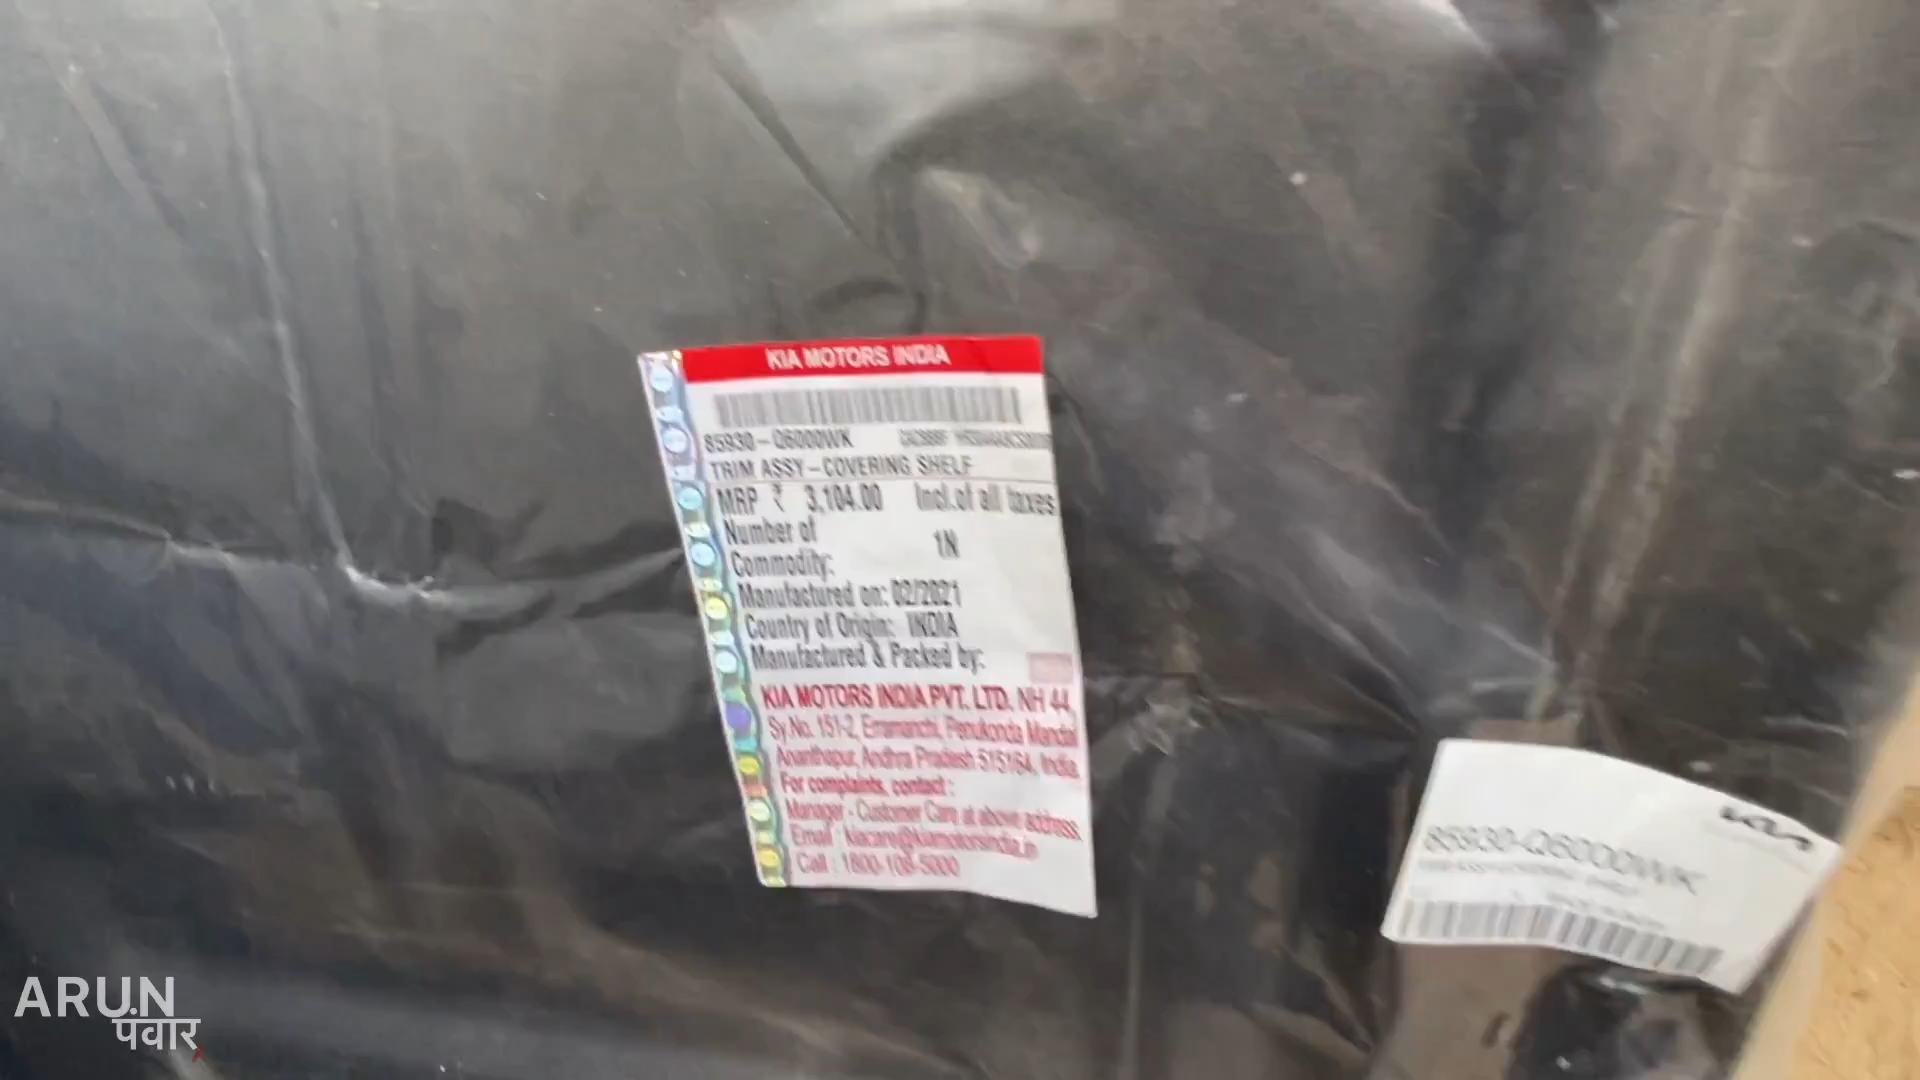 KIA MOTORS INDIA
85930-Q6000WK
TRIM ASSY-COVERING SHELF
MRP ₹ 3,104.00 Incl.of all taxes
Number of
Commodity: 1N
Manufactured on: 02/2021
Country of Origin: INDIA
Manufactured & Packed by:
KIA MOTORS INDIA PVT. LTD. NH 44,
Sy.No. 151-2, Erramanchi, Penukonda Mandal
Ananthapur, Andhra Pradesh 515164, India.
For complaints, contact :
Manager - Customer Care at above address.
Email : kiacare@kiamotorsindia.in
Call : 1800-108-5000
KIA
85930-Q6000WK
ARUN
पंवार